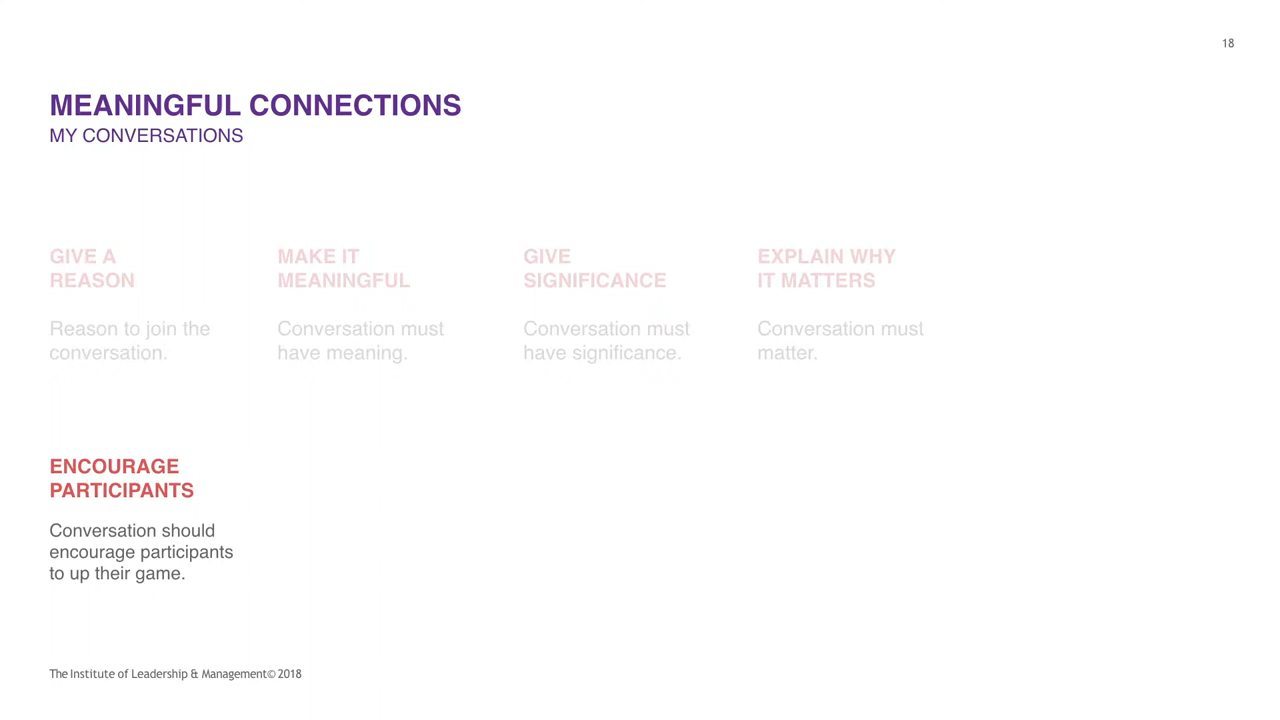 18
MEANINGFUL CONNECTIONS
MY CONVERSATIONS
GIVE A
REASON
Reason to join the
conversation.
MAKE IT
MEANINGFUL
Conversation must
have meaning.
GIVE
SIGNIFICANCE
Conversation must
have significance.
EXPLAIN WHY
IT MATTERS
Conversation must
matter.
ENCOURAGE
PARTICIPANTS
Conversation should
encourage participants
to up their game.
The Institute of Leadership & Management© 2018